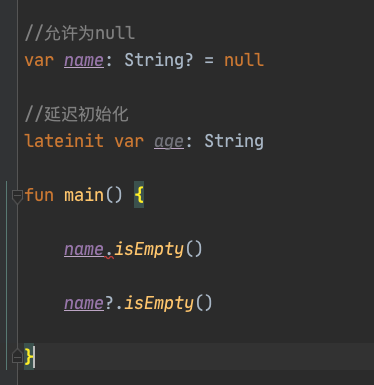 //允许为null
var name: String? = null
//延迟初始化
lateinit var age: String
fun main() {
name.isEmpty()
name?.isEmpty()
}